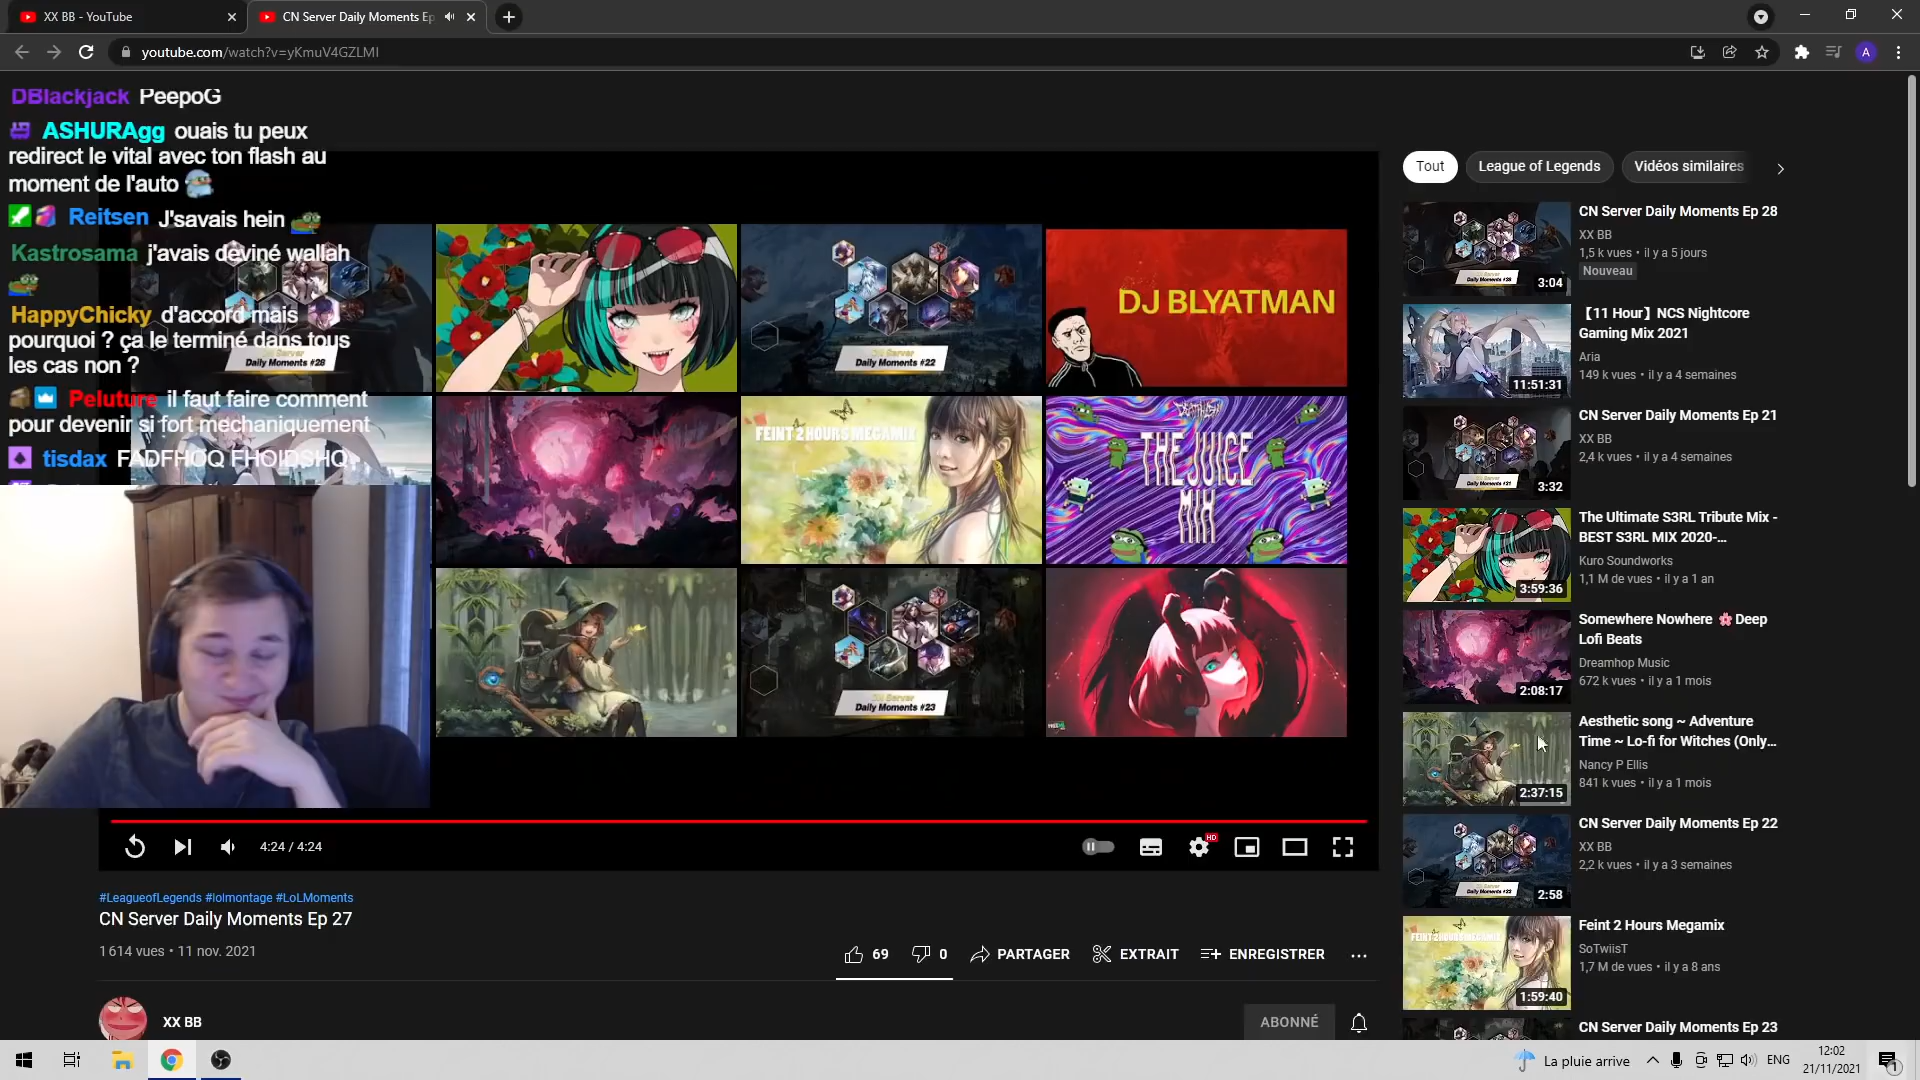 XX BB - YouTube
CN Server Daily Moments Ep
youtube.com/watch?v=yKmuV4GZLMI
A
DBlackjack PeepoG
ASHURAgg ouais tu peux
redirect le vital avec ton flash au
moment de l'auto
Reitsen J'savais hein
Kastrosama j'avais deviné wallah
HappyChicky d'accord mais
pourquoi ? ça le terminé dans tous
les cas non ?
Peluture il faut faire comment
pour devenir si fort mechaniquement
tisdax FADFHOQ FHOIDSHQ
Daily Moments #28
CN Server
Daily Moments #22
DJ BLYATMAN
FEINT 2 HOURS MEGAMIX
THE JUICE
MIX
CN Server
Daily Moments #23
4:24 / 4:24
HD
#LeagueofLegends #lolmontage #LoLMoments
CN Server Daily Moments Ep 27
1 614 vues • 11 nov. 2021
69
0
PARTAGER
EXTRAIT
ENREGISTRER
XX BB
ABONNÉ
Tout
League of Legends
Vidéos similaires
CN Server Daily Moments Ep 28
XX BB
1,5 k vues • il y a 5 jours
Nouveau
3:04
【11 Hour】NCS Nightcore
Gaming Mix 2021
Aria
149 k vues • il y a 4 semaines
11:51:31
CN Server Daily Moments Ep 21
XX BB
2,4 k vues • il y a 4 semaines
3:32
The Ultimate S3RL Tribute Mix -
BEST S3RL MIX 2020-...
Kuro Soundworks
1,1 M de vues • il y a 1 an
3:59:36
Somewhere Nowhere 🌸 Deep
Lofi Beats
Dreamhop Music
672 k vues • il y a 1 mois
2:08:17
Aesthetic song ~ Adventure
Time ~ Lo-fi for Witches (Only...
Nancy P Ellis
841 k vues • il y a 1 mois
2:37:15
CN Server Daily Moments Ep 22
XX BB
2,2 k vues • il y a 3 semaines
2:58
Feint 2 Hours Megamix
SoTwiisT
1,7 M de vues • il y a 8 ans
1:59:40
CN Server Daily Moments Ep 23
La pluie arrive
ENG
12:02
21/11/2021
1